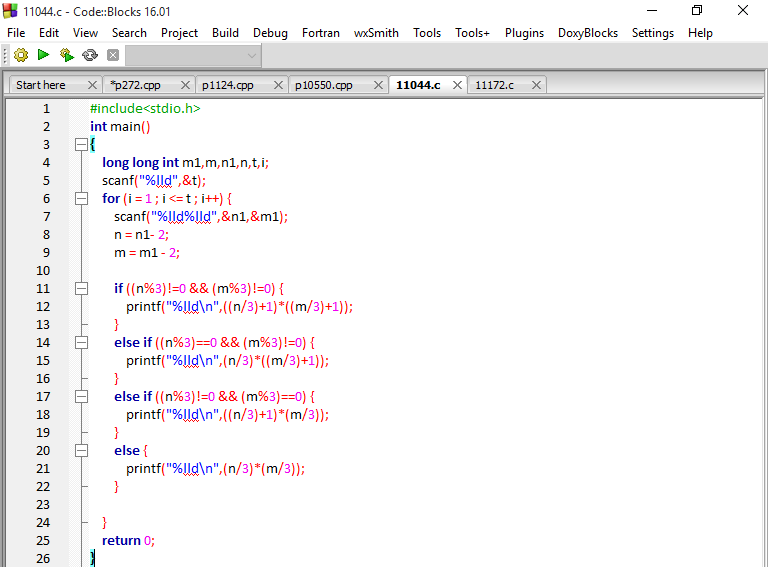 11044.c - Code::Blocks 16.01
File Edit View Search Project Build Debug Fortran wxSmith Tools Tools+ Plugins DoxyBlocks Settings Help
Start here *p272.cpp p1124.cpp p10550.cpp 11044.c 11172.c
1 #include<stdio.h>
2 int main()
3 {
4 long long int m1,m,n1,n,t,i;
5 scanf("%lld",&t);
6 for (i = 1 ; i <= t ; i++) {
7 scanf("%lld%lld",&n1,&m1);
8 n = n1- 2;
9 m = m1 - 2;
10
11 if ((n%3)!=0 && (m%3)!=0) {
12 printf("%lld\n",((n/3)+1)*((m/3)+1));
13 }
14 else if ((n%3)==0 && (m%3)!=0) {
15 printf("%lld\n",(n/3)*((m/3)+1));
16 }
17 else if ((n%3)!=0 && (m%3)==0) {
18 printf("%lld\n",((n/3)+1)*(m/3));
19 }
20 else {
21 printf("%lld\n",(n/3)*(m/3));
22 }
23
24 }
25 return 0;
26 }